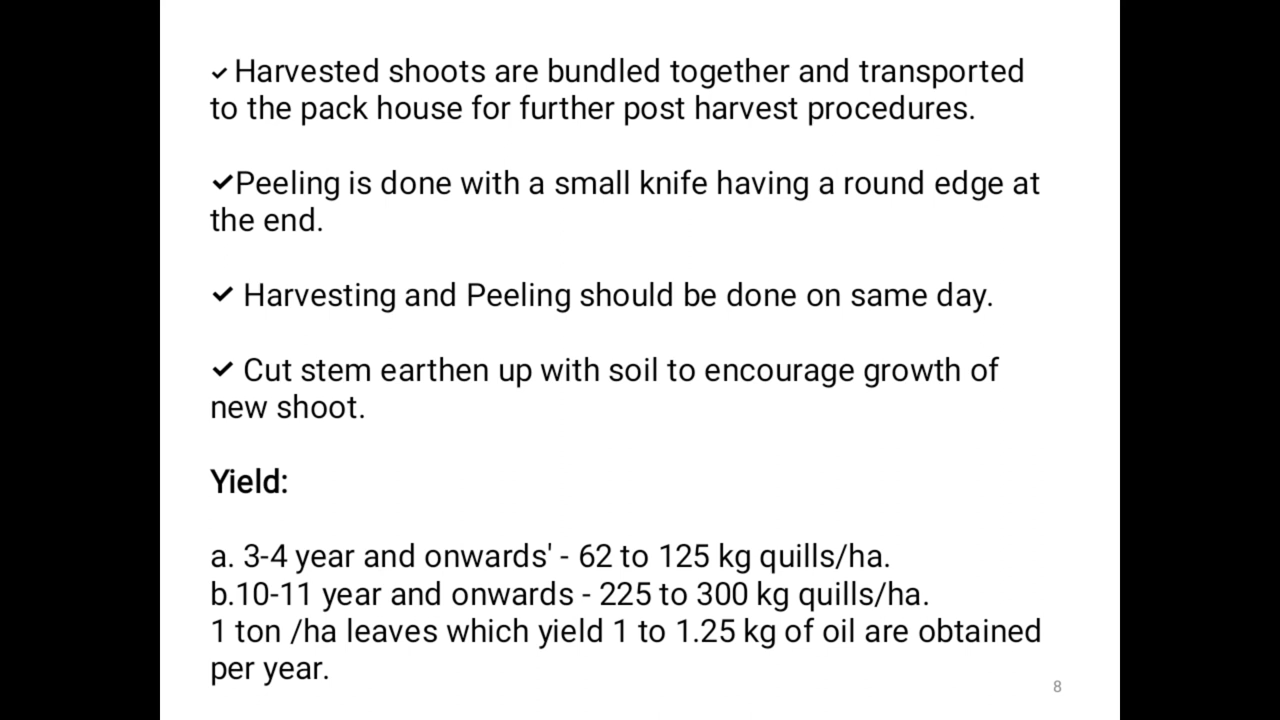 ✓ Harvested shoots are bundled together and transported
to the pack house for further post harvest procedures.
✓Peeling is done with a small knife having a round edge at
the end.
✓ Harvesting and Peeling should be done on same day.
✓ Cut stem earthen up with soil to encourage growth of
new shoot.
Yield:
a. 3-4 year and onwards' - 62 to 125 kg quills/ha.
b.10-11 year and onwards - 225 to 300 kg quills/ha.
1 ton /ha leaves which yield 1 to 1.25 kg of oil are obtained
per year.
8